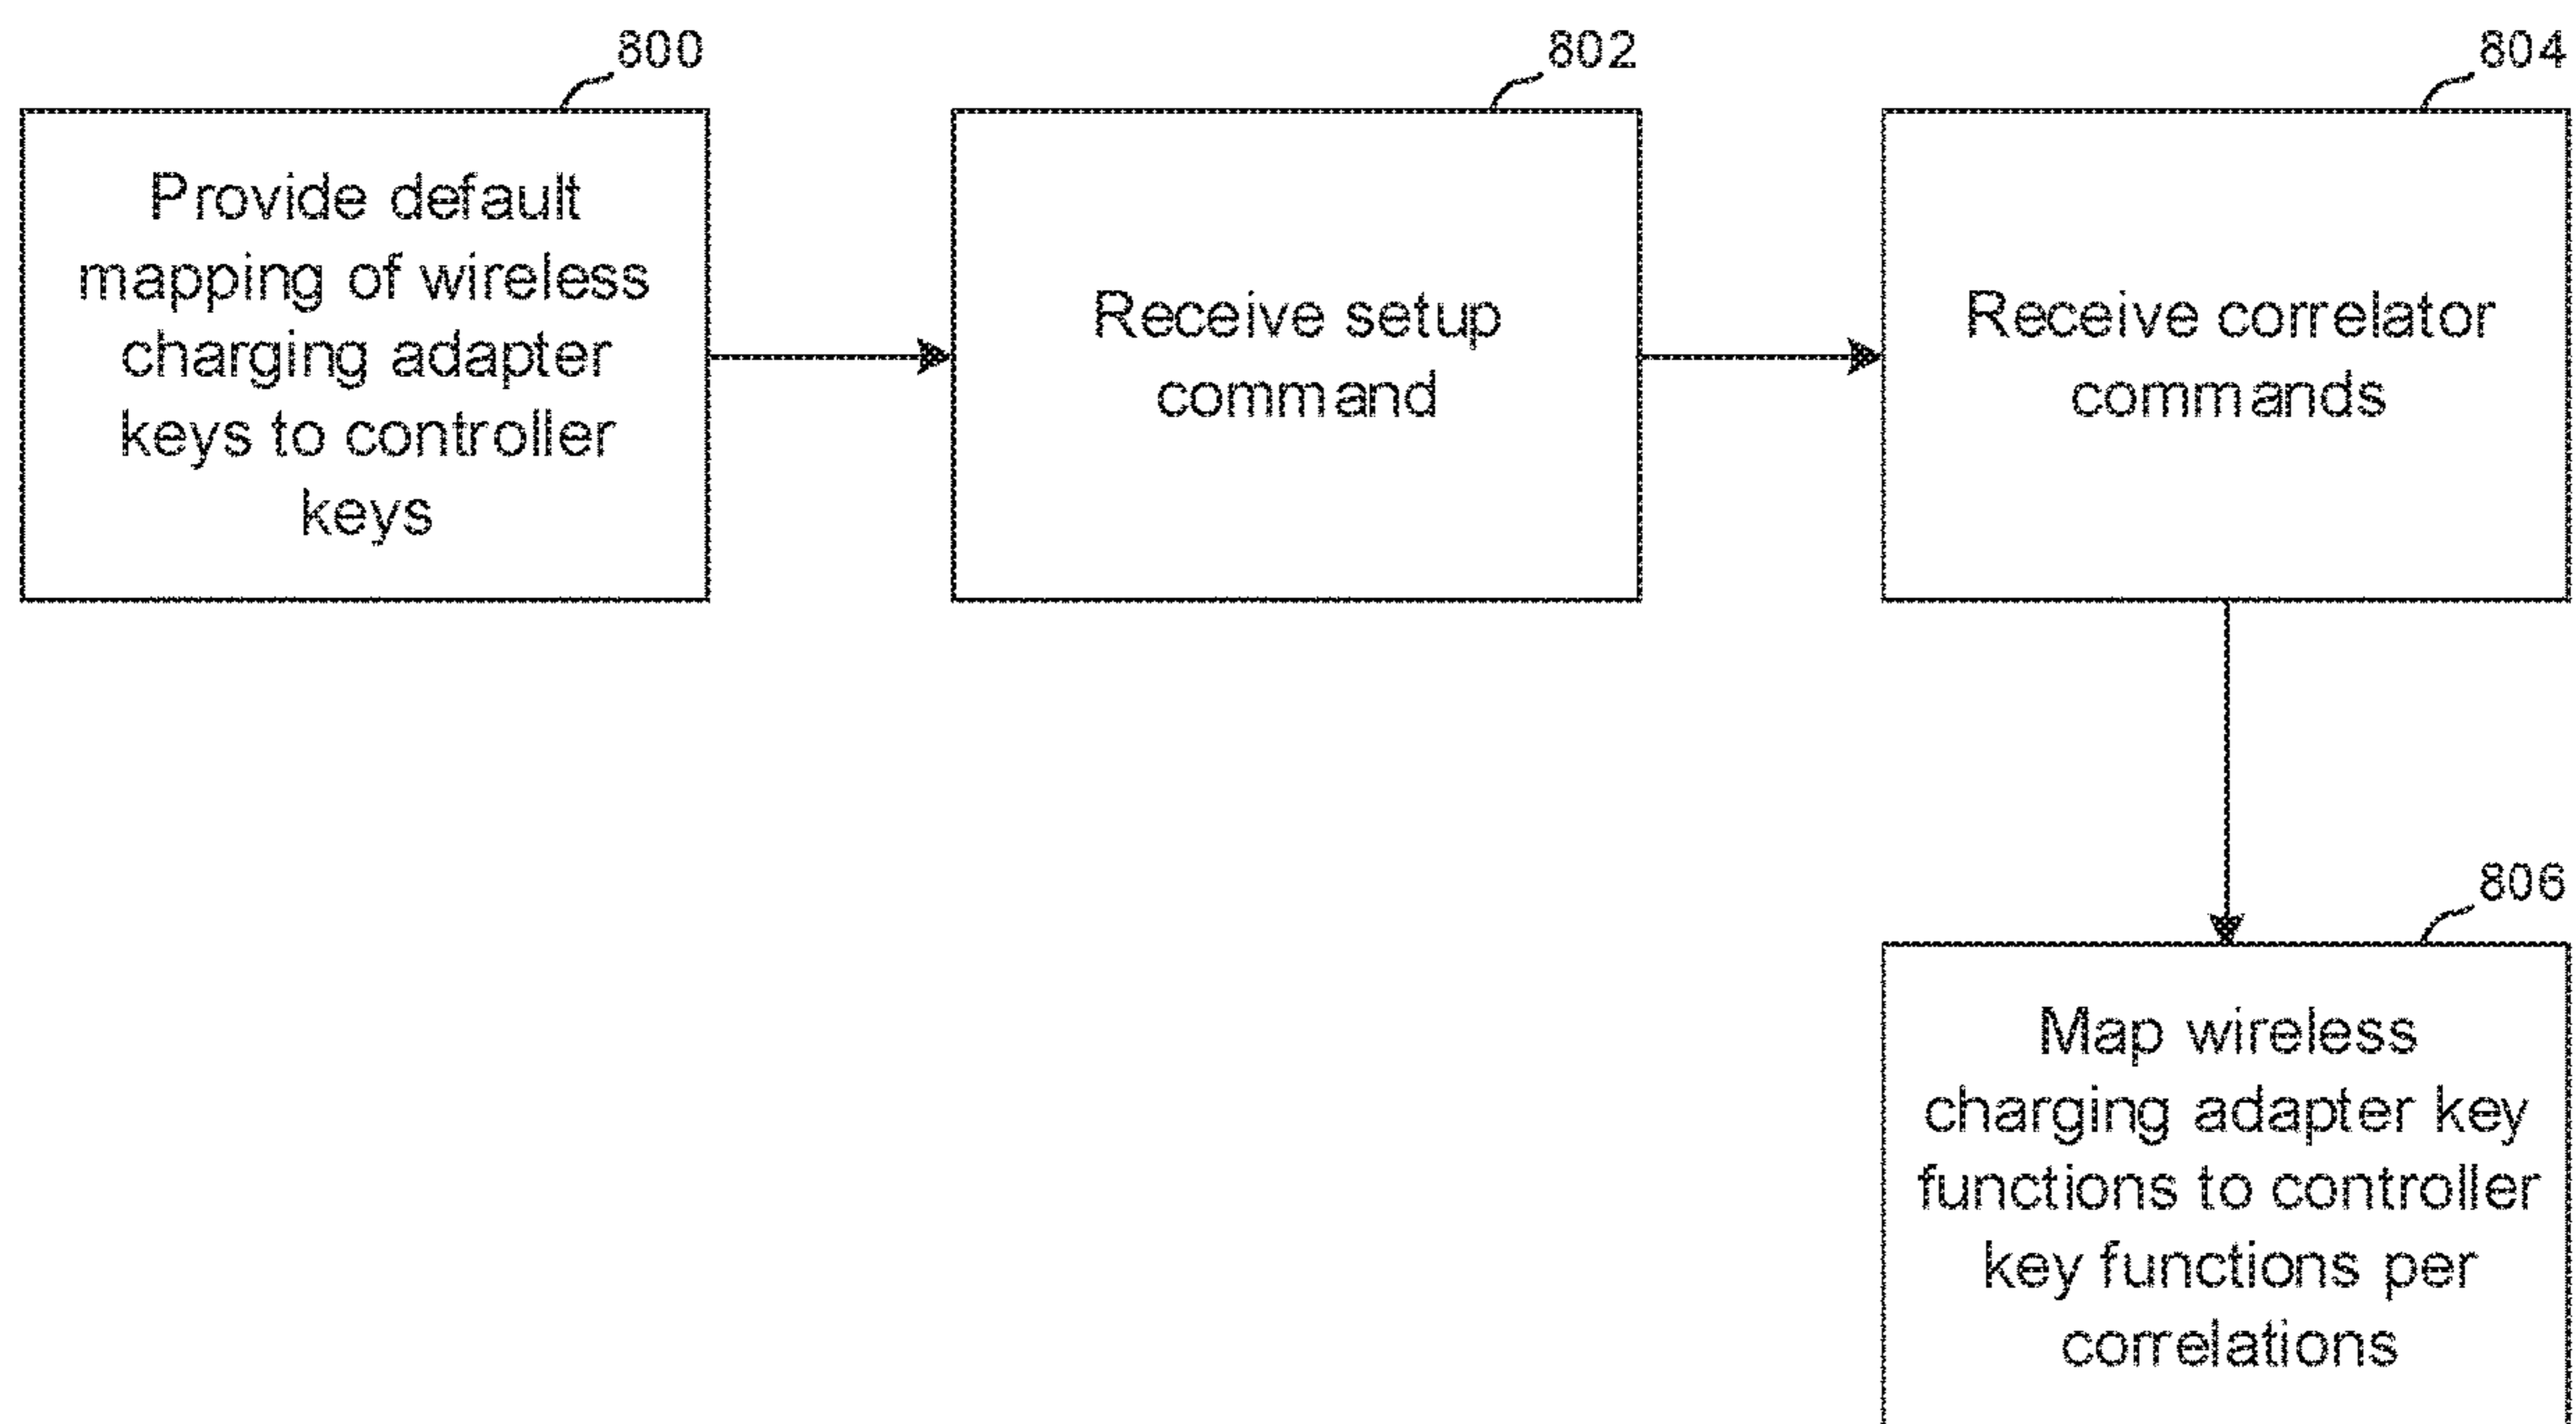 800
Provide default
mapping of wireless
charging adapter
keys to controller
keys
802
Receive setup
command
804
Receive correlator
commands
806
Map wireless
charging adapter key
functions to controller
key functions per
correlations